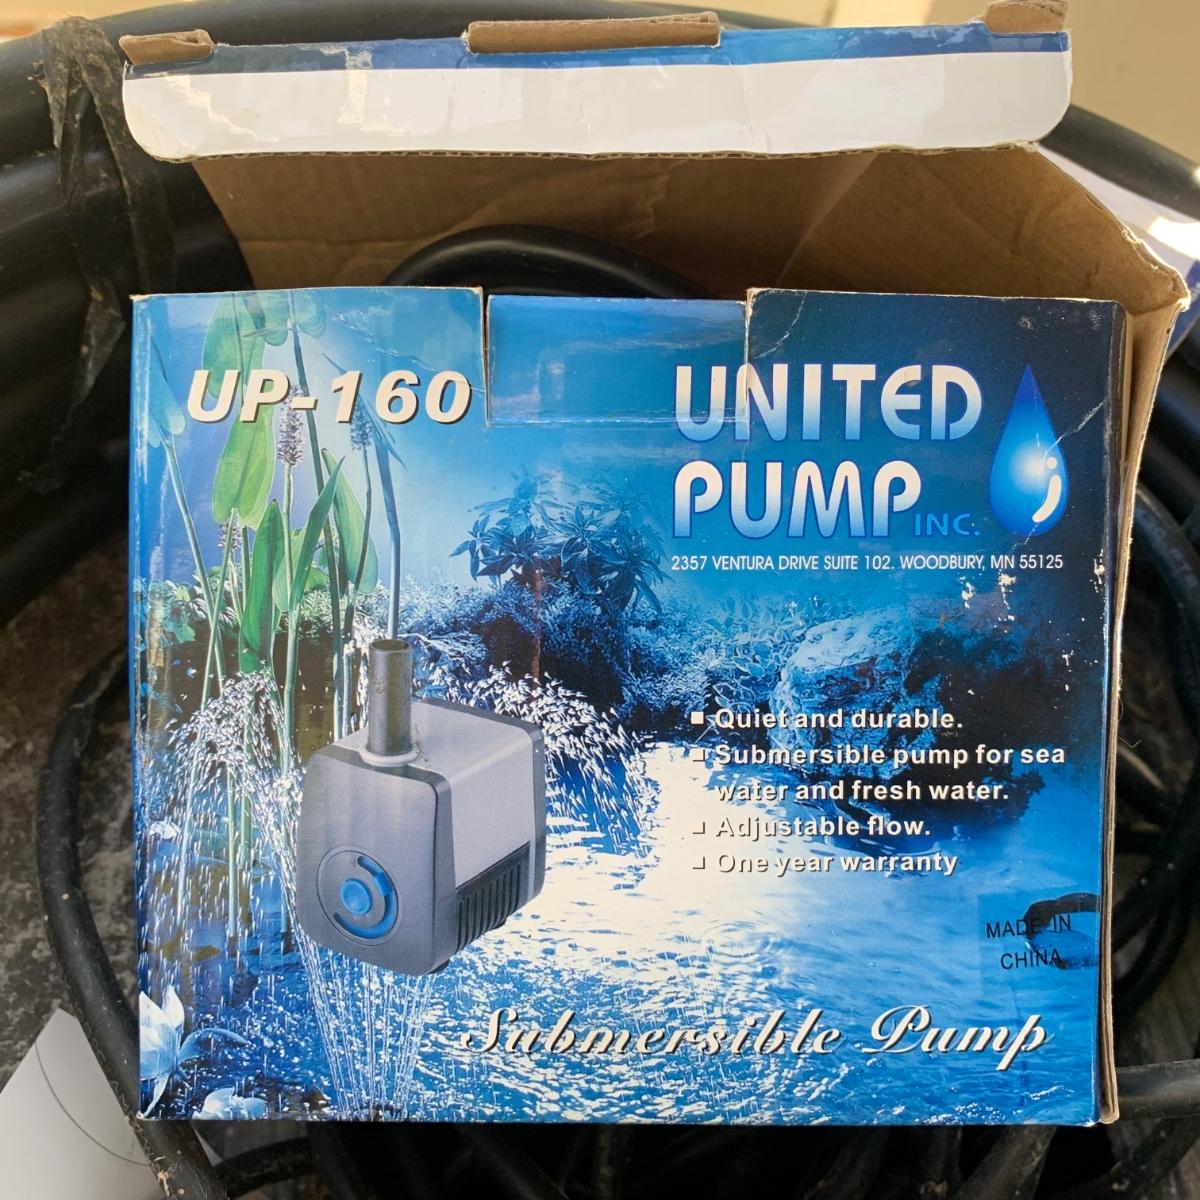 UP-160
UNITED
PUMP INC.
2357 VENTURA DRIVE SUITE 102. WOODBURY, MN 55125
Quiet and durable.
Submersible pump for sea
water and fresh water.
Adjustable flow.
One year warranty
MADE IN
CHINA
Submersible Pump